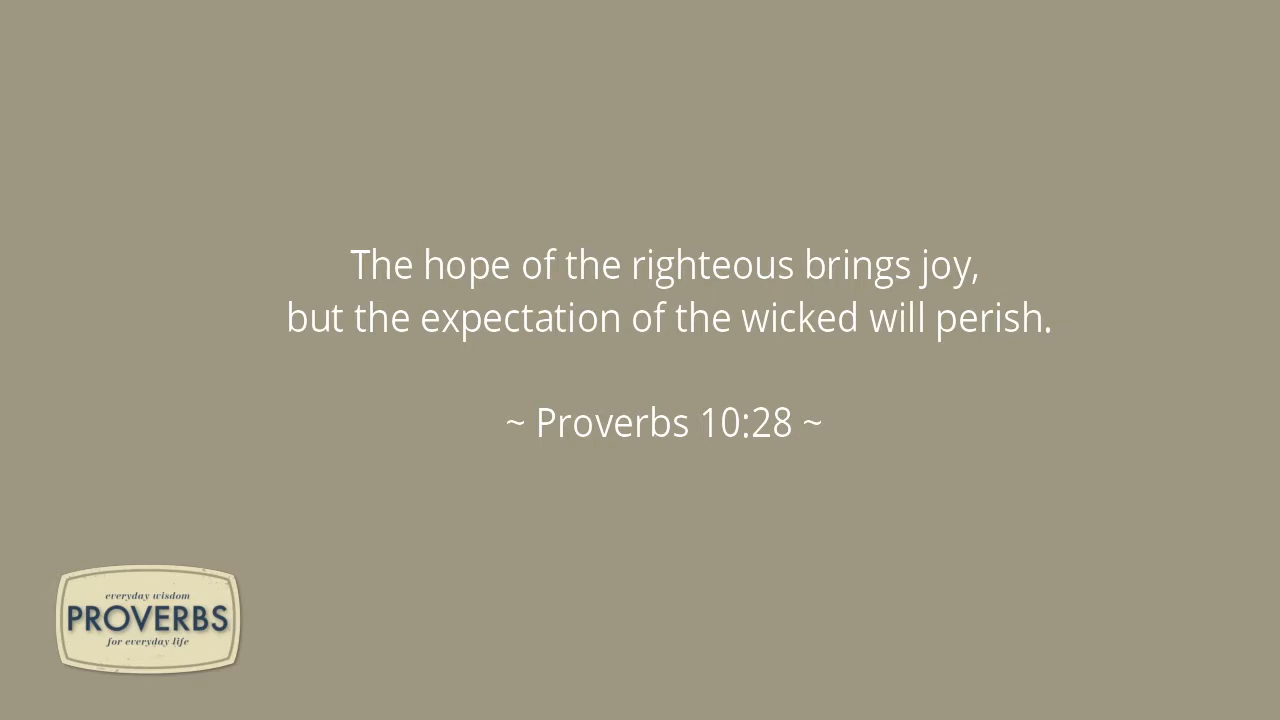 The hope of the righteous brings joy,
but the expectation of the wicked will perish.
~ Proverbs 10:28 ~
everyday wisdom
PROVERBS
for everyday life